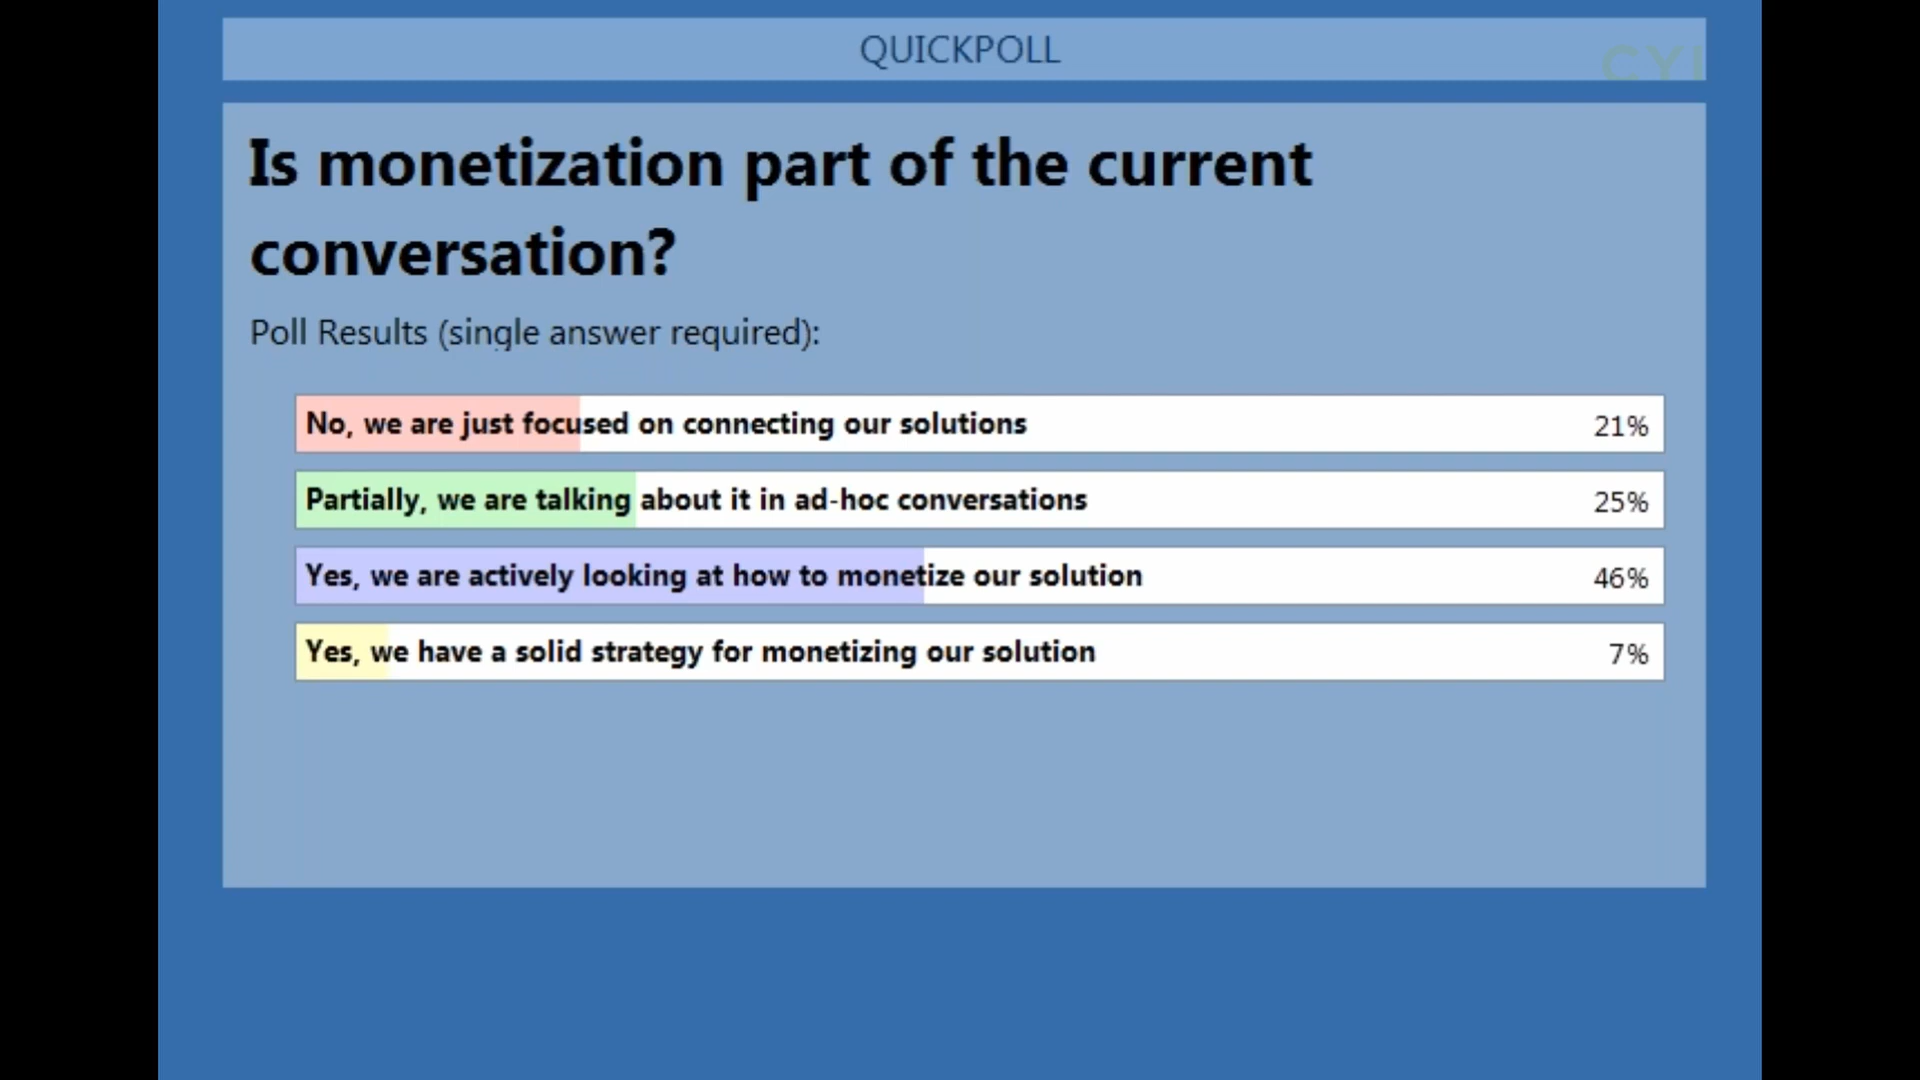 QUICKPOLL
Is monetization part of the current
conversation?
Poll Results (single answer required):
No, we are just focused on connecting our solutions 21%
Partially, we are talking about it in ad-hoc conversations 25%
Yes, we are actively looking at how to monetize our solution 46%
Yes, we have a solid strategy for monetizing our solution 7%